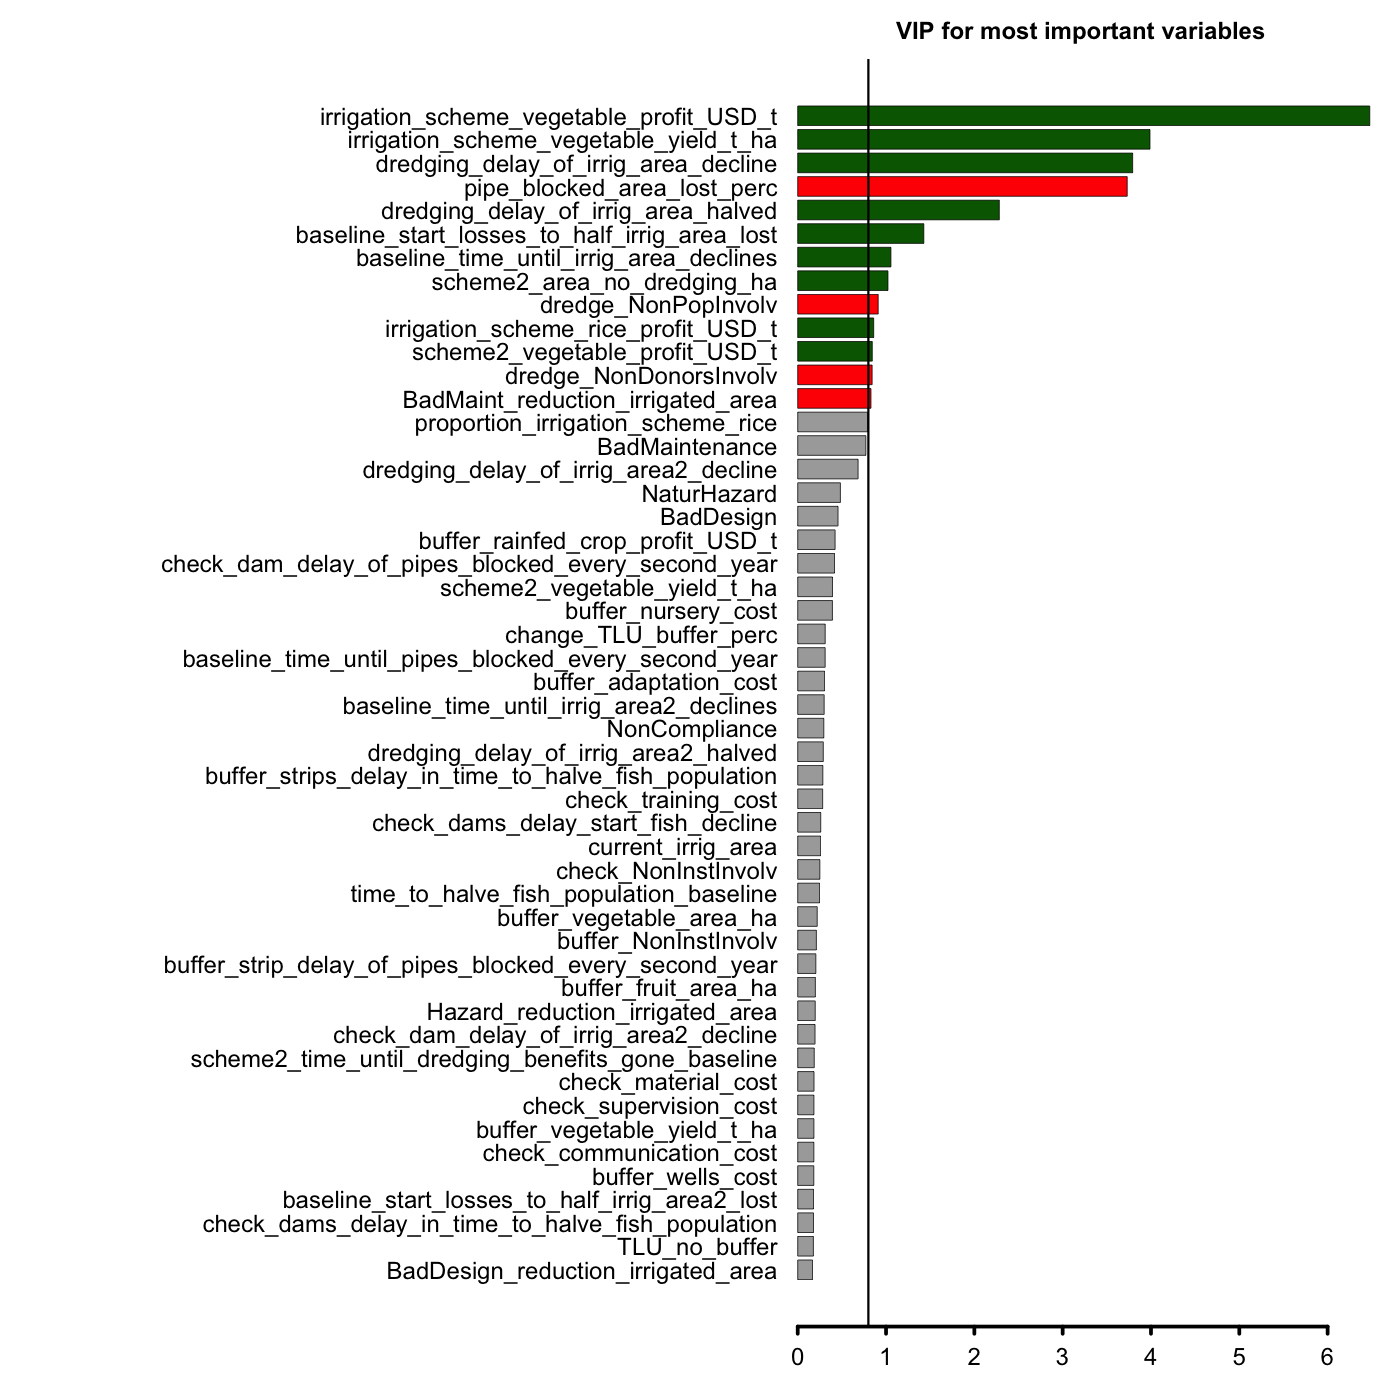 VIP for most important variables
irrigation_scheme_vegetable_profit_USD_t
irrigation_scheme_vegetable_yield_t_ha
dredging_delay_of_irrig_area_decline
pipe_blocked_area_lost_perc
dredging_delay_of_irrig_area_halved
baseline_start_losses_to_half_irrig_area_lost
baseline_time_until_irrig_area_declines
scheme2_area_no_dredging_ha
dredge_NonPopInvolv
irrigation_scheme_rice_profit_USD_t
scheme2_vegetable_profit_USD_t
dredge_NonDonorsInvolv
BadMaint_reduction_irrigated_area
proportion_irrigation_scheme_rice
BadMaintenance
dredging_delay_of_irrig_area2_decline
NaturHazard
BadDesign
buffer_rainfed_crop_profit_USD_t
check_dam_delay_of_pipes_blocked_every_second_year
scheme2_vegetable_yield_t_ha
buffer_nursery_cost
change_TLU_buffer_perc
baseline_time_until_pipes_blocked_every_second_year
buffer_adaptation_cost
baseline_time_until_irrig_area2_declines
NonCompliance
dredging_delay_of_irrig_area2_halved
buffer_strips_delay_in_time_to_halve_fish_population
check_training_cost
check_dams_delay_start_fish_decline
current_irrig_area
check_NonInstInvolv
time_to_halve_fish_population_baseline
buffer_vegetable_area_ha
buffer_NonInstInvolv
buffer_strip_delay_of_pipes_blocked_every_second_year
buffer_fruit_area_ha
Hazard_reduction_irrigated_area
check_dam_delay_of_irrig_area2_decline
scheme2_time_until_dredging_benefits_gone_baseline
check_material_cost
check_supervision_cost
buffer_vegetable_yield_t_ha
check_communication_cost
buffer_wells_cost
baseline_start_losses_to_half_irrig_area2_lost
check_dams_delay_in_time_to_halve_fish_population
TLU_no_buffer
BadDesign_reduction_irrigated_area
0 1 2 3 4 5 6